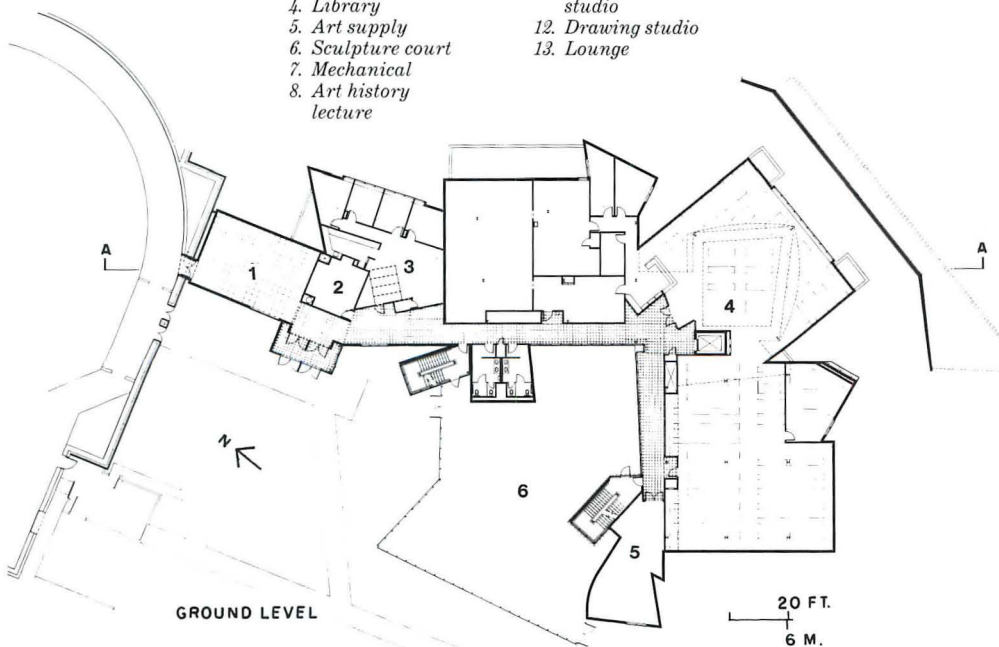 4. Library
5. Art supply
6. Sculpture court
7. Mechanical
8. Art history
lecture
studio
12. Drawing studio
13. Lounge
A
A
1
2
3
4
N
6
5
GROUND LEVEL
20 FT.
6 M.